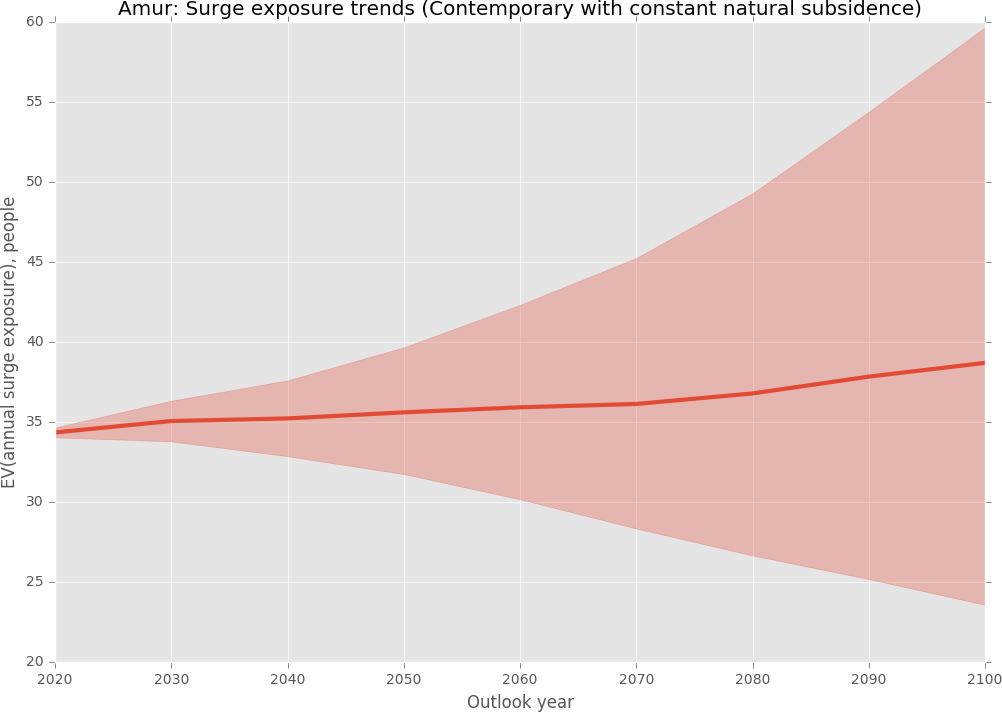 Amur: Surge exposure trends (Contemporary with constant natural subsidence)
EV(annual surge exposure), people
60
55
50
45
40
35
30
25
20
2020 2030 2040 2050 2060 2070 2080 2090 2100
Outlook year